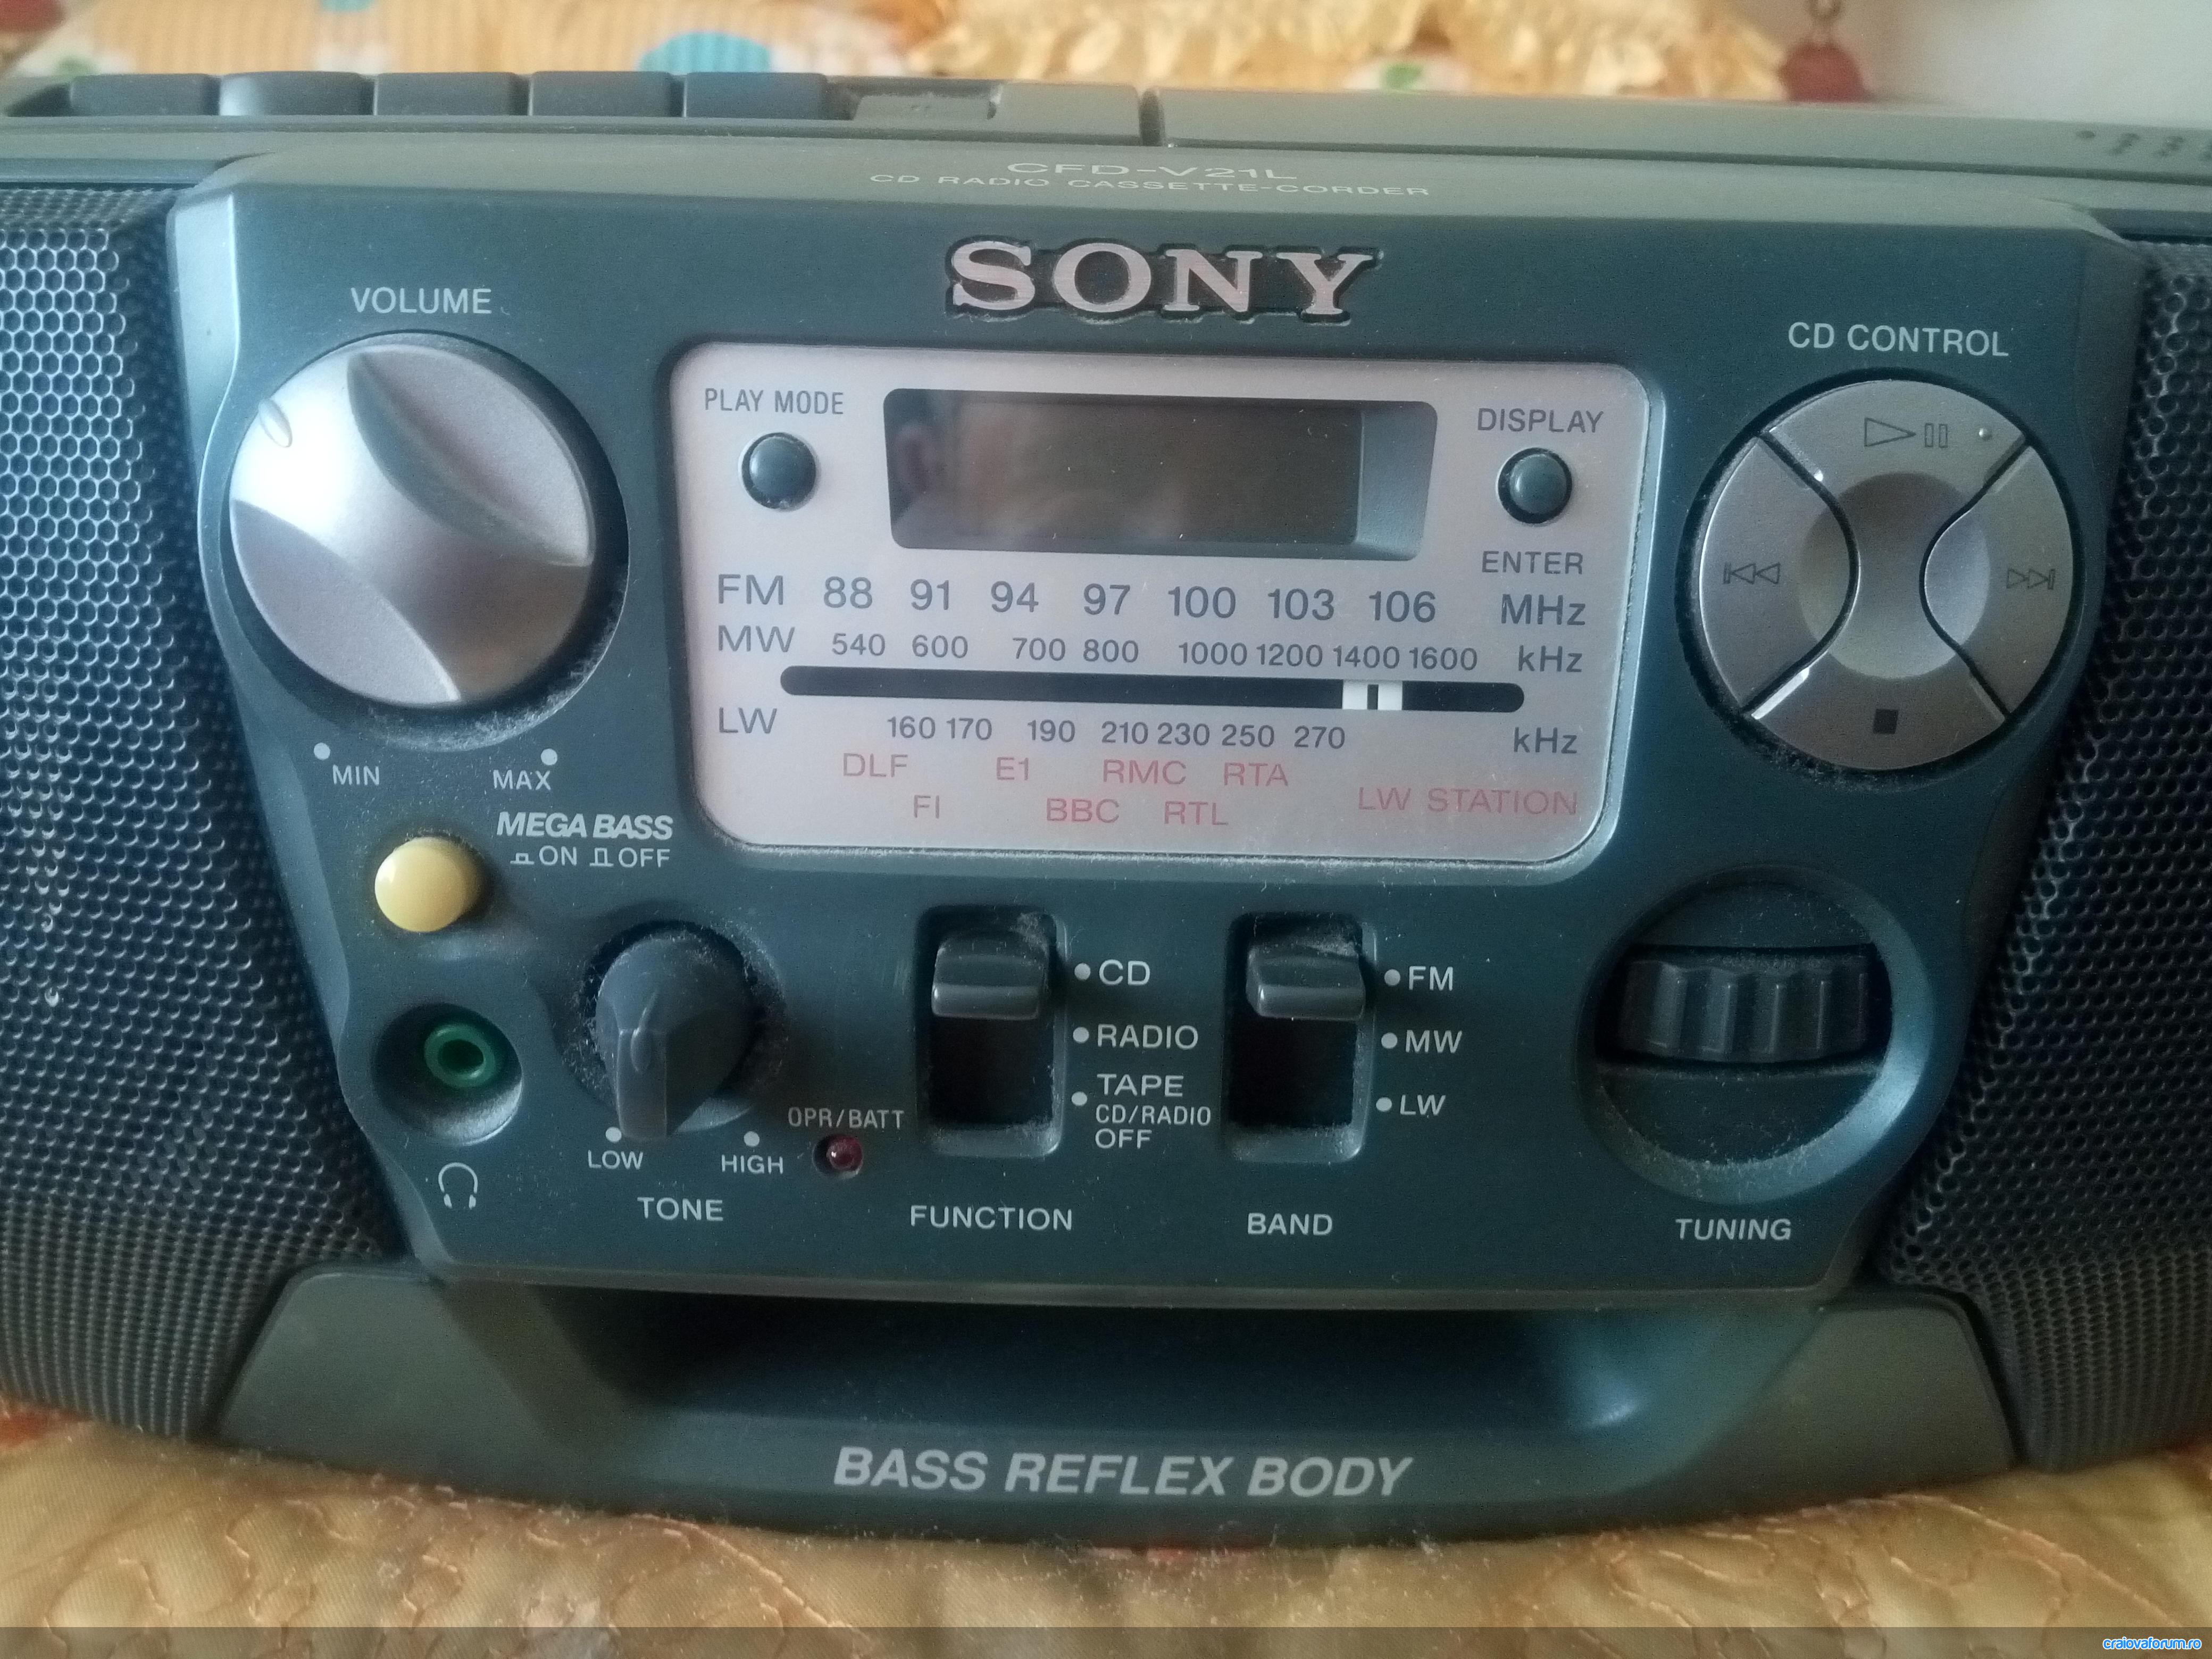 CFD-V21L
CD RADIO CASSETTE-CORDER
SONY
VOLUME
MIN
MAX
CD CONTROL
PLAY MODE
DISPLAY
ENTER
FM 88 91 94 97 100 103 106 MHz
MW 540 600 700 800 1000 1200 1400 1600 kHz
LW 160 170 190 210 230 250 270 kHz
DLF E1 RMC RTA
FI BBC RTL LW STATION
MEGA BASS
ON OFF
CD
RADIO
TAPE
CD/RADIO
OFF
FM
MW
LW
OPR/BATT
LOW
HIGH
TONE
FUNCTION
BAND
TUNING
BASS REFLEX BODY
craiovaforum.ro